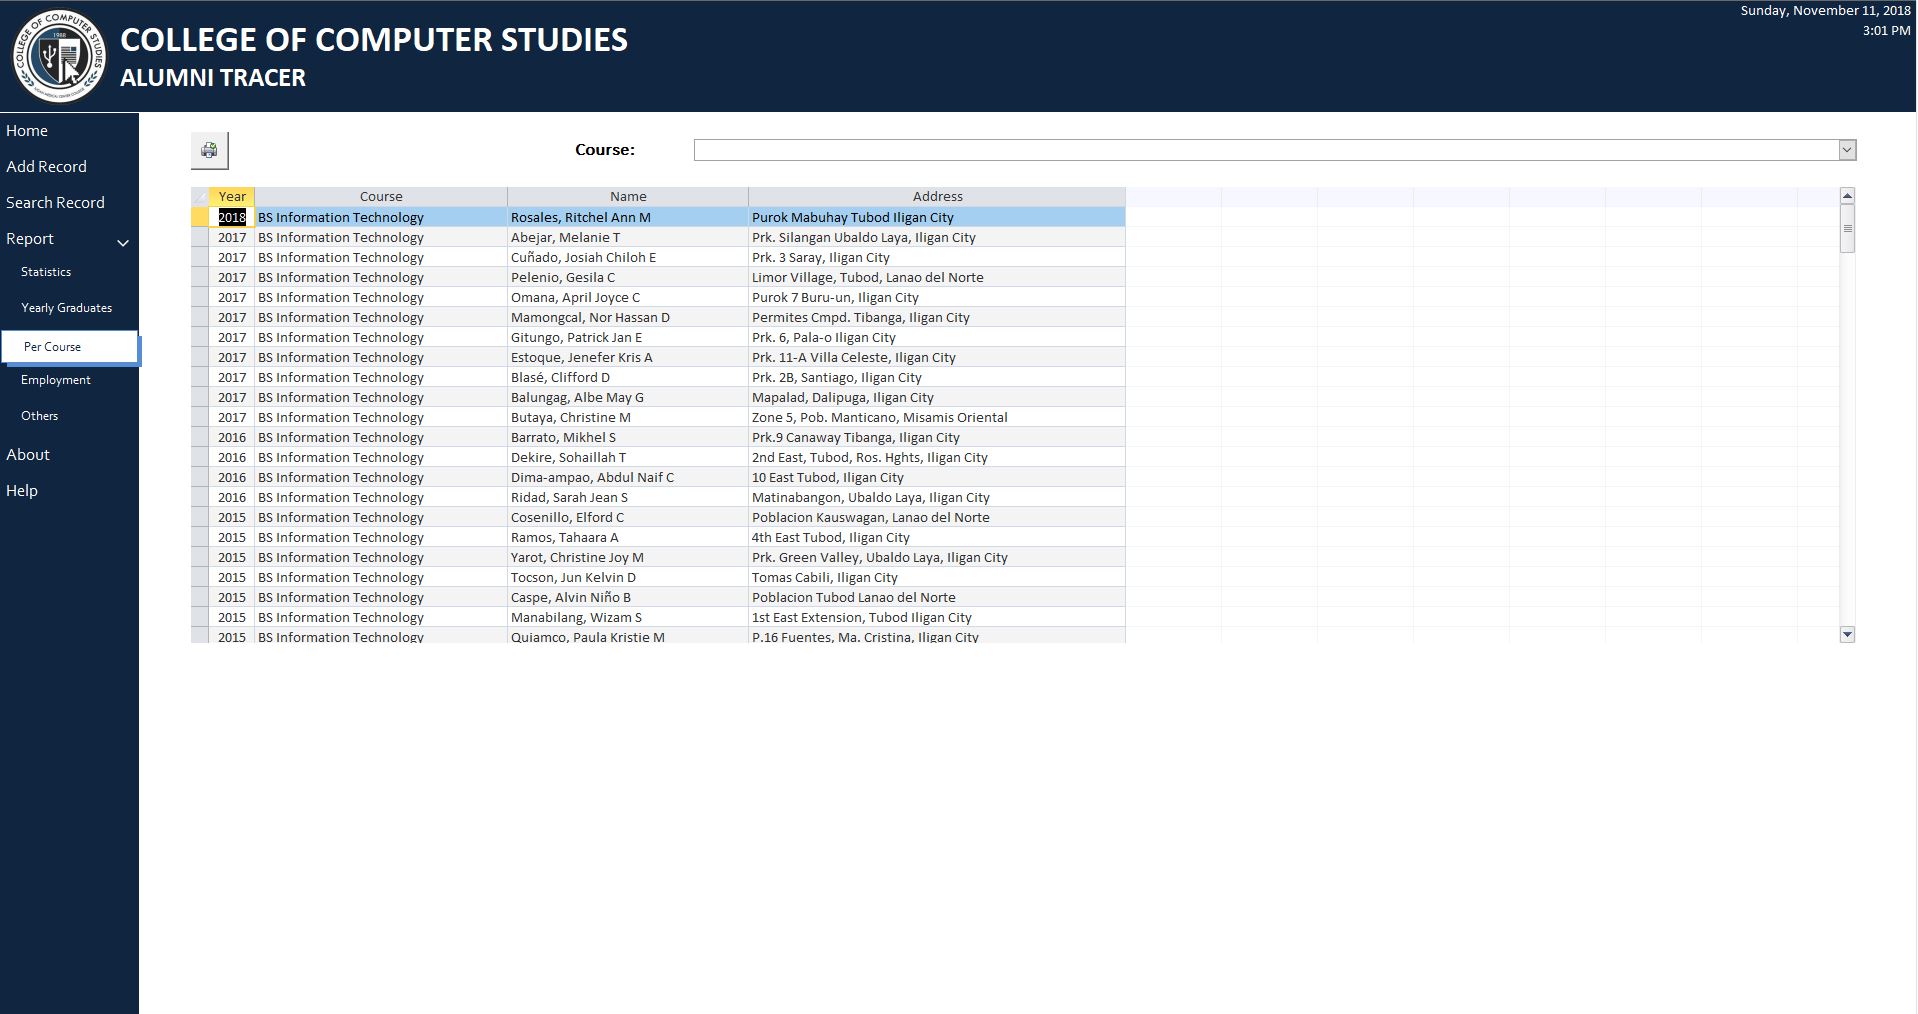 COLLEGE OF COMPUTER STUDIES
1988
COLLEGE OF COMPUTER STUDIES
ALUMNI TRACER
Sunday, November 11, 2018
3:01 PM
Home
Add Record
Search Record
Report
Statistics
Yearly Graduates
Per Course
Employment
Others
About
Help
Course:
Year Course Name Address
2018 BS Information Technology Rosales, Ritchel Ann M Purok Mabuhay Tubod Iligan City
2017 BS Information Technology Abejar, Melanie T Prk. Silangan Ubaldo Laya, Iligan City
2017 BS Information Technology Cuñado, Josiah Chiloh E Prk. 3 Saray, Iligan City
2017 BS Information Technology Pelenio, Gesila C Limor Village, Tubod, Lanao del Norte
2017 BS Information Technology Omana, April Joyce C Purok 7 Buru-un, Iligan City
2017 BS Information Technology Mamongcal, Nor Hassan D Permites Cmpd. Tibanga, Iligan City
2017 BS Information Technology Gitungo, Patrick Jan E Prk. 6, Pala-o Iligan City
2017 BS Information Technology Estoque, Jenefer Kris A Prk. 11-A Villa Celeste, Iligan City
2017 BS Information Technology Blasé, Clifford D Prk. 2B, Santiago, Iligan City
2017 BS Information Technology Balungag, Albe May G Mapalad, Dalipuga, Iligan City
2017 BS Information Technology Butaya, Christine M Zone 5, Pob. Manticano, Misamis Oriental
2016 BS Information Technology Barrato, Mikhel S Prk.9 Canaway Tibanga, Iligan City
2016 BS Information Technology Dekire, Sohaillah T 2nd East, Tubod, Ros. Hghts, Iligan City
2016 BS Information Technology Dima-ampao, Abdul Naif C 10 East Tubod, Iligan City
2016 BS Information Technology Ridad, Sarah Jean S Matinabangon, Ubaldo Laya, Iligan City
2015 BS Information Technology Cosenillo, Elford C Poblacion Kauswagan, Lanao del Norte
2015 BS Information Technology Ramos, Tahaara A 4th East Tubod, Iligan City
2015 BS Information Technology Yarot, Christine Joy M Prk. Green Valley, Ubaldo Laya, Iligan City
2015 BS Information Technology Tocson, Jun Kelvin D Tomas Cabili, Iligan City
2015 BS Information Technology Caspe, Alvin Niño B Poblacion Tubod Lanao del Norte
2015 BS Information Technology Manabilang, Wizam S 1st East Extension, Tubod Iligan City
2015 BS Information Technology Quiamco, Paula Kristie M P.16 Fuentes, Ma. Cristina, Iligan City